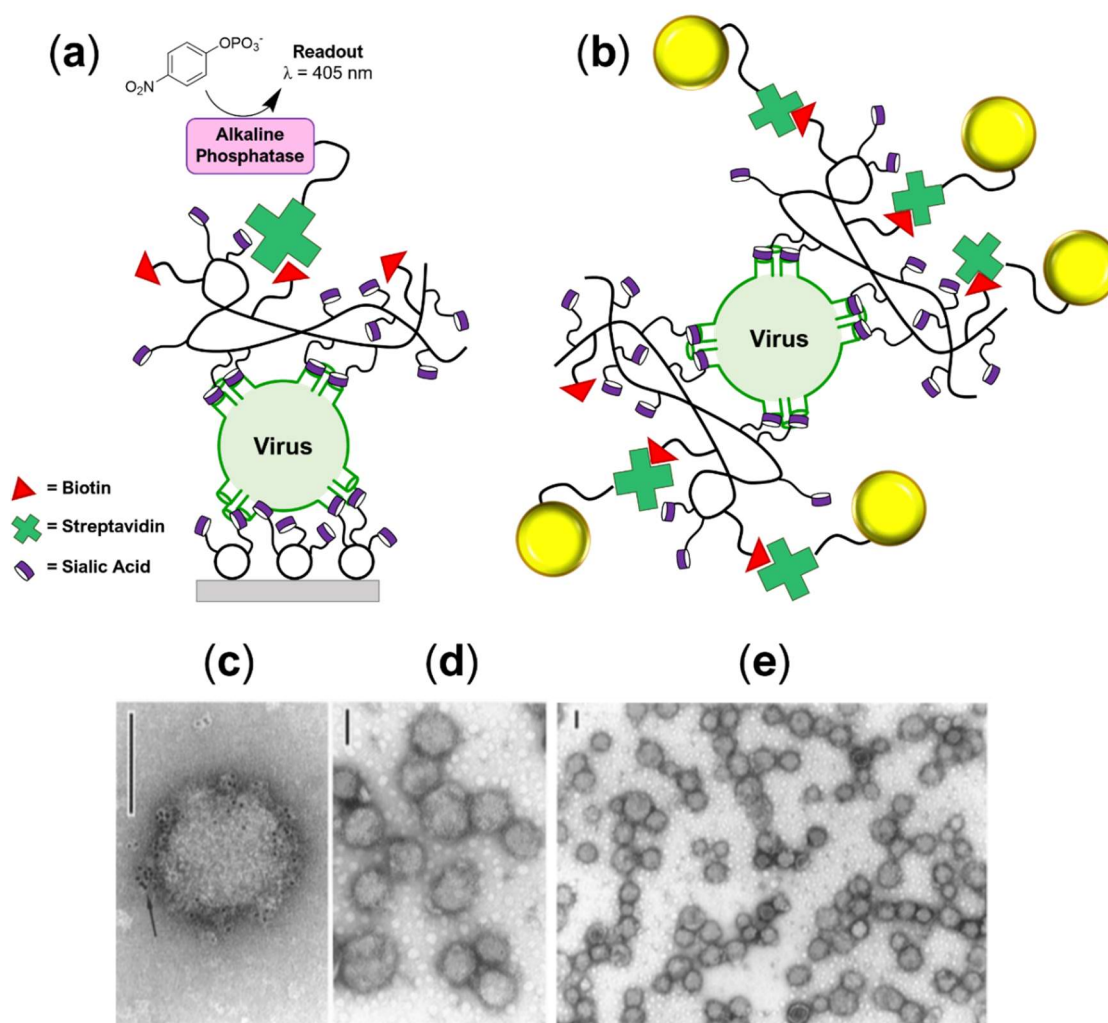 (a)
OPO3-
O2N
Readout
λ = 405 nm
Alkaline
Phosphatase
Virus
= Biotin
= Streptavidin
= Sialic Acid
(b)
Virus
(c)
(d)
(e)